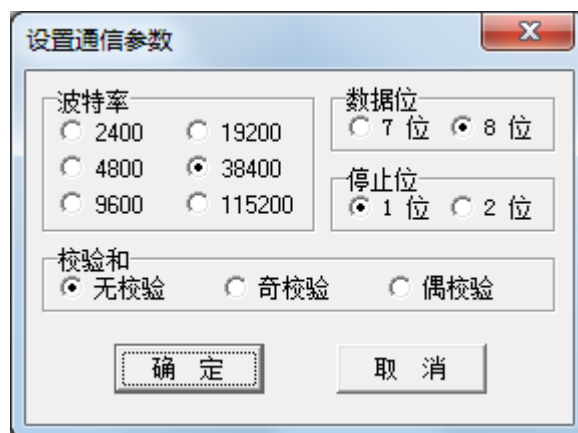 设置通信参数
波特率
2400 19200
4800 38400
9600 115200
数据位
7 位 8 位
停止位
1 位 2 位
校验和
无校验 奇校验 偶校验
确 定 取 消